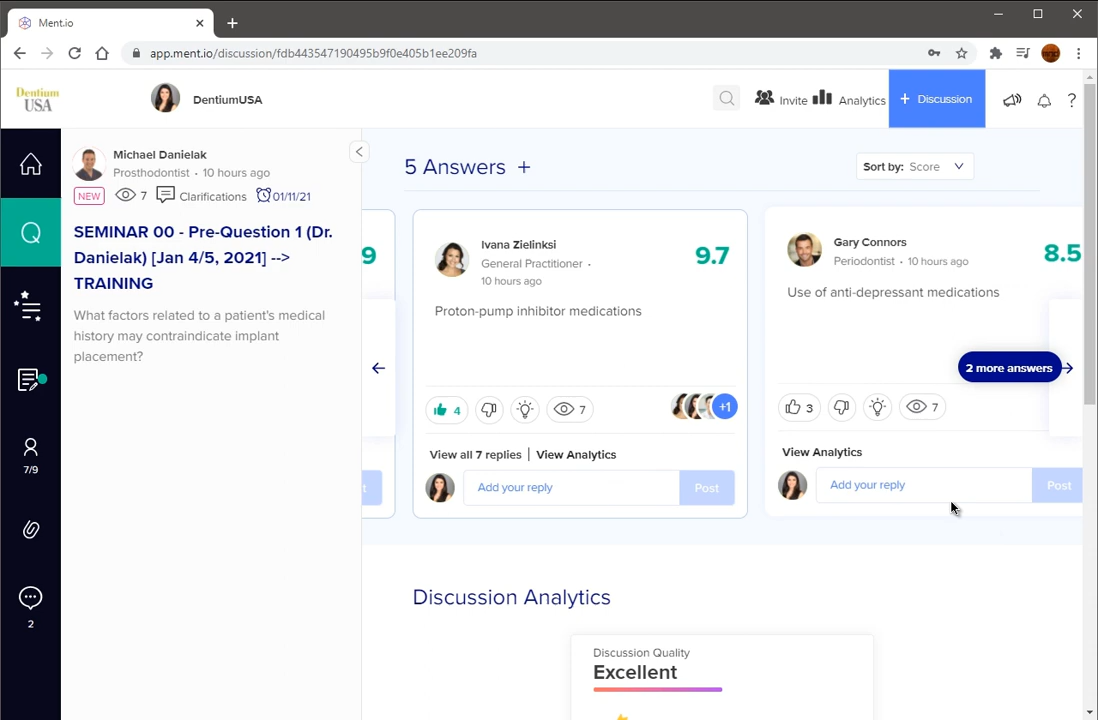 Ment.io
app.ment.io/discussion/fdb443547190495b9f0e405b1ee209fa
Dentium
USA
DentiumUSA
Invite
Analytics
+ Discussion
?
Michael Danielak
Prosthodontist • 10 hours ago
NEW
7
Clarifications
01/11/21
SEMINAR 00 - Pre-Question 1 (Dr.
Danielak) [Jan 4/5, 2021] -->
TRAINING
What factors related to a patient's medical
history may contraindicate implant
placement?
Q
7/9
2
5 Answers +
Sort by: Score
9
t
Ivana Zielinksi
General Practitioner •
10 hours ago
9.7
Proton-pump inhibitor medications
4
7
+1
View all 7 replies | View Analytics
Add your reply
Post
Gary Connors
Periodontist • 10 hours ago
8.5
Use of anti-depressant medications
2 more answers
3
7
View Analytics
Add your reply
Post
Discussion Analytics
Discussion Quality
Excellent